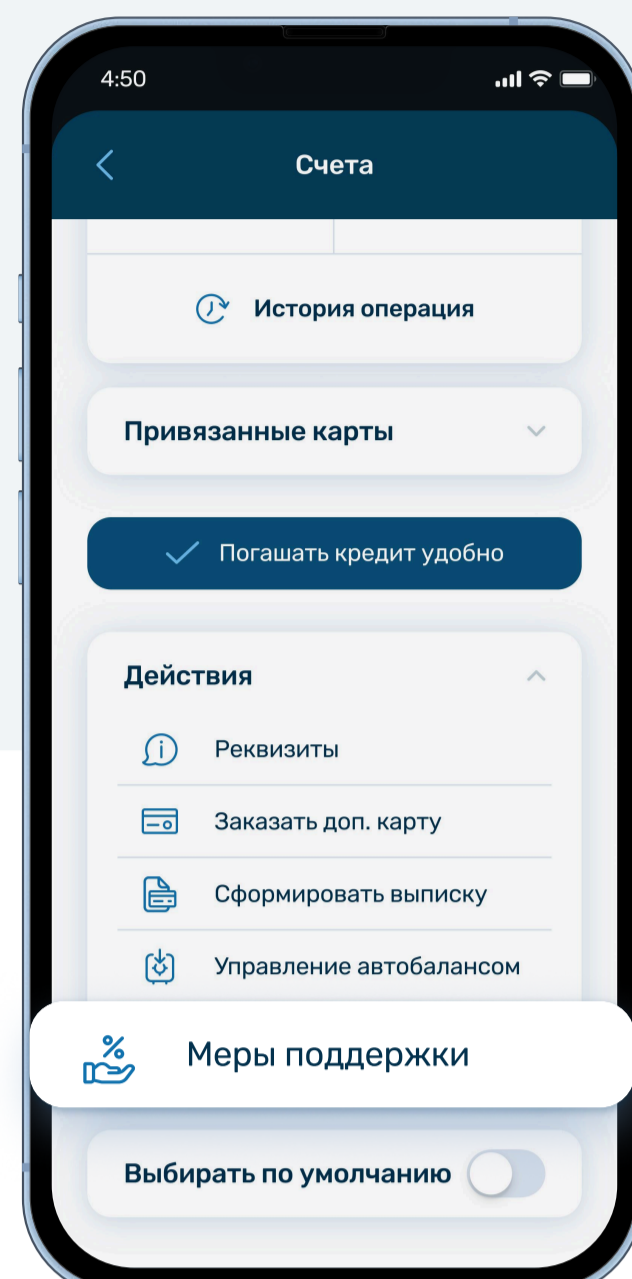 4:50
Счета
История операция
Привязанные карты
Погашать кредит удобно
Действия
Реквизиты
Заказать доп. карту
Сформировать выписку
Управление автобалансом
Меры поддержки
Выбирать по умолчанию